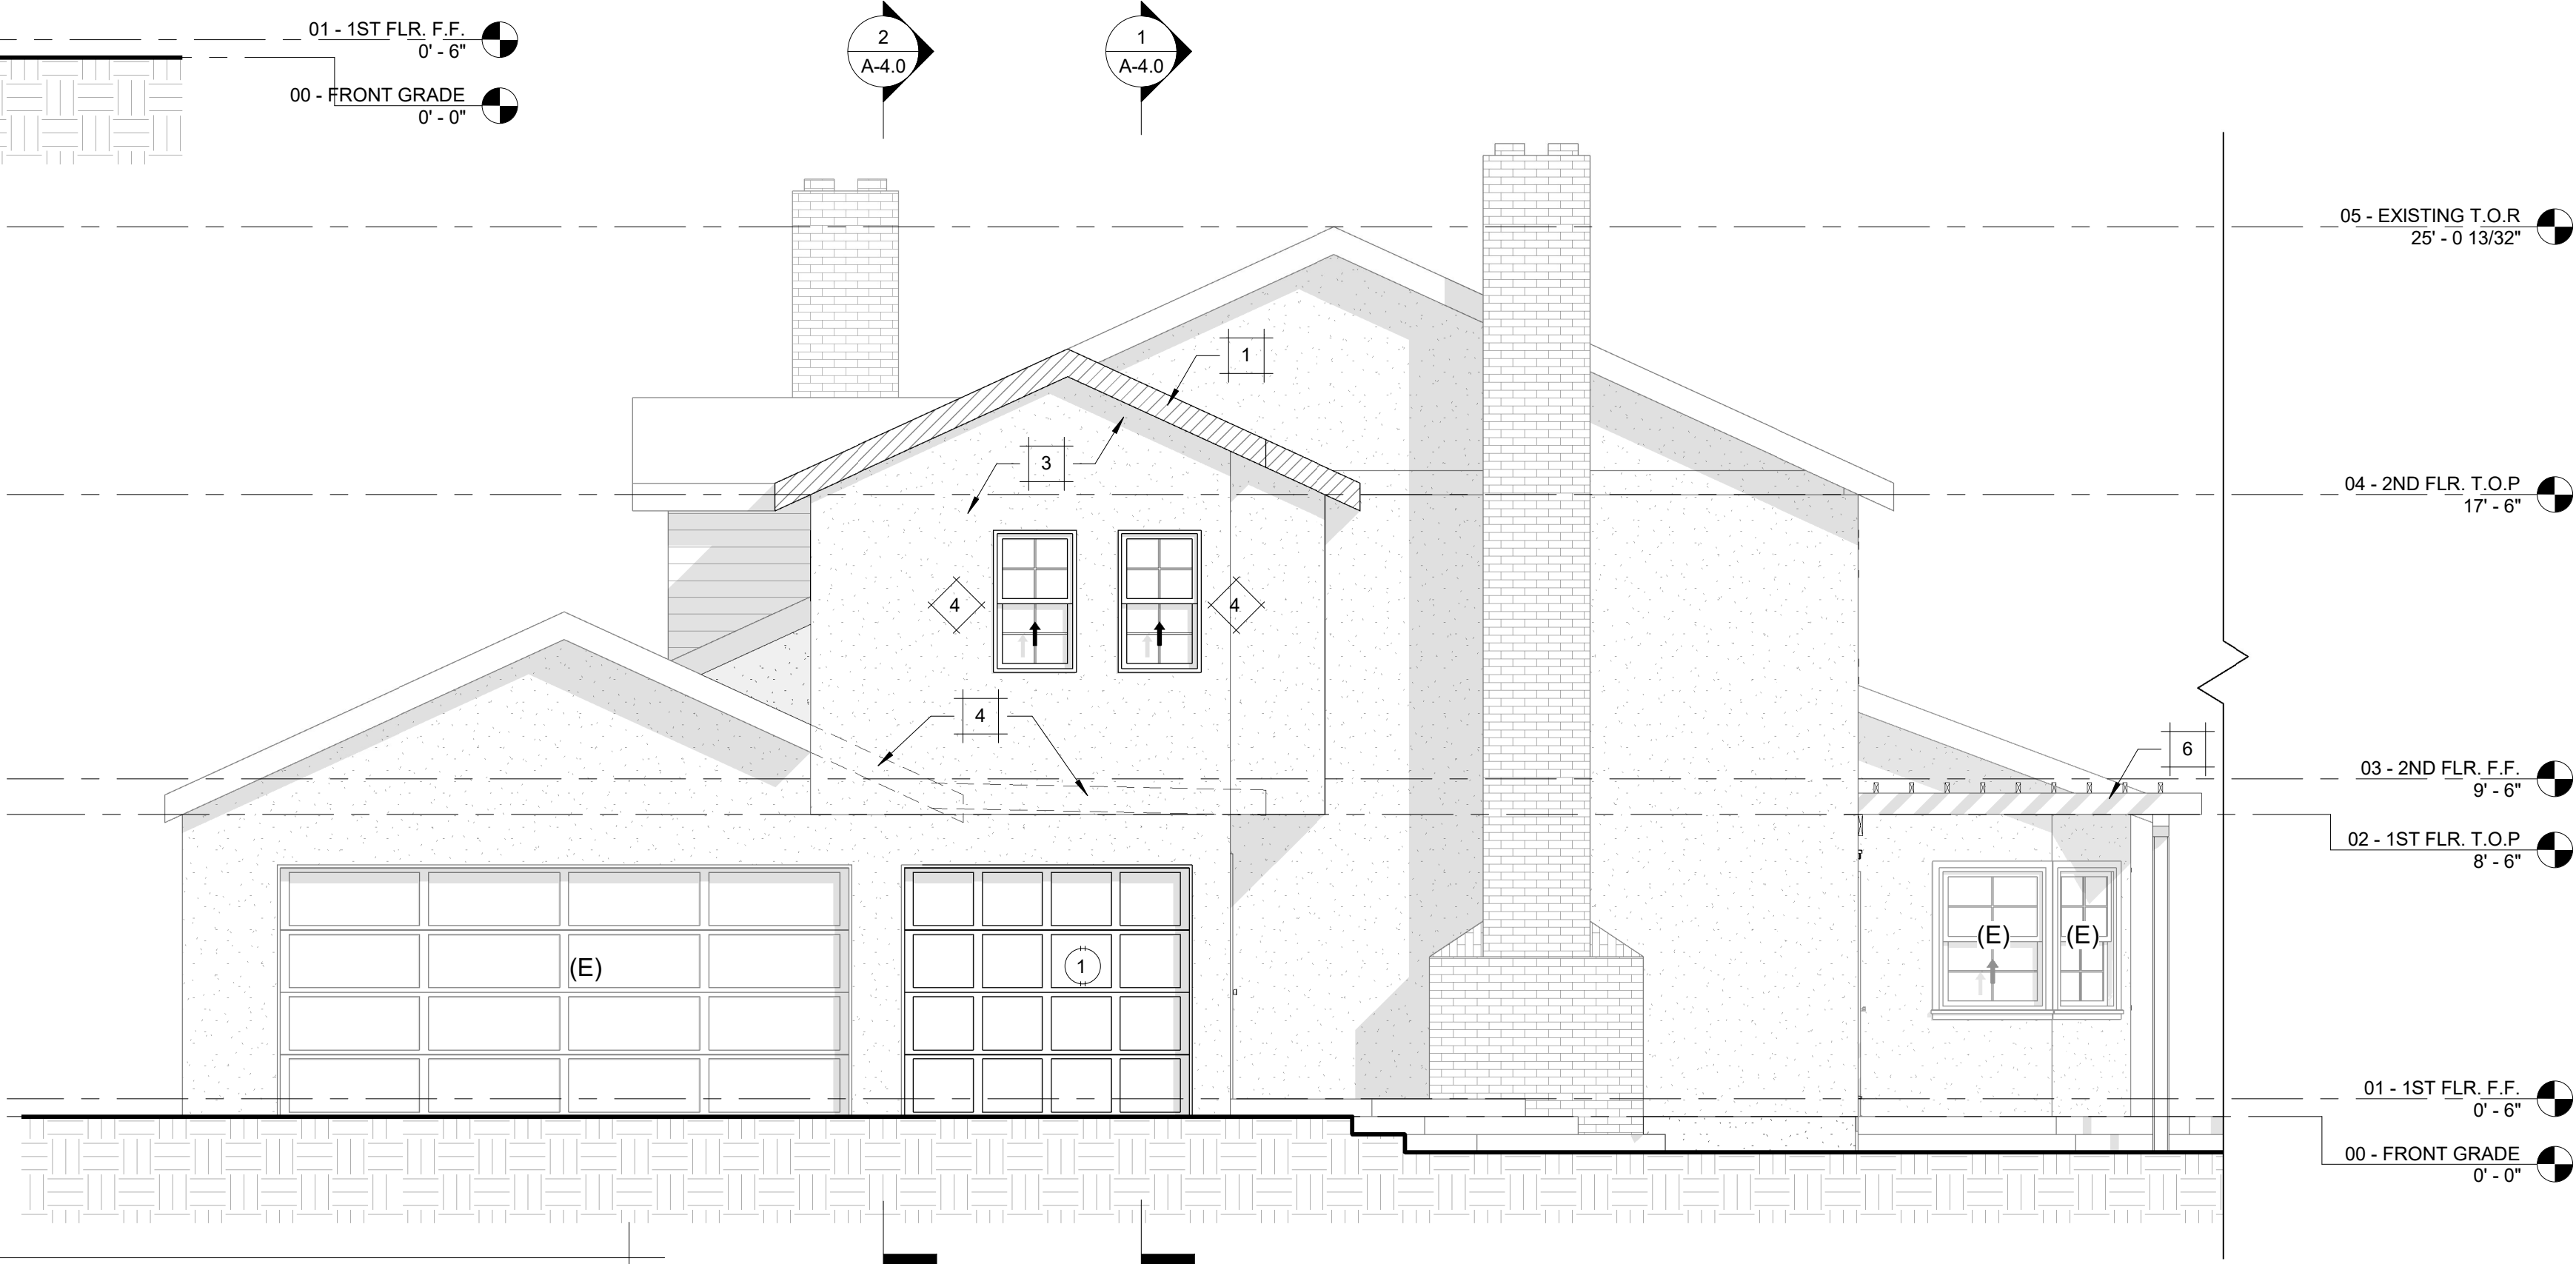 01 - 1ST FLR. F.F.
0' - 6"
00 - FRONT GRADE
0' - 0"
2
A-4.0
1
A-4.0
05 - EXISTING T.O.R
25' - 0 13/32"
1
3
04 - 2ND FLR. T.O.P
17' - 6"
4
4
4
6
03 - 2ND FLR. F.F.
9' - 6"
02 - 1ST FLR. T.O.P
8' - 6"
(E)
1
(E)
(E)
01 - 1ST FLR. F.F.
0' - 6"
00 - FRONT GRADE
0' - 0"